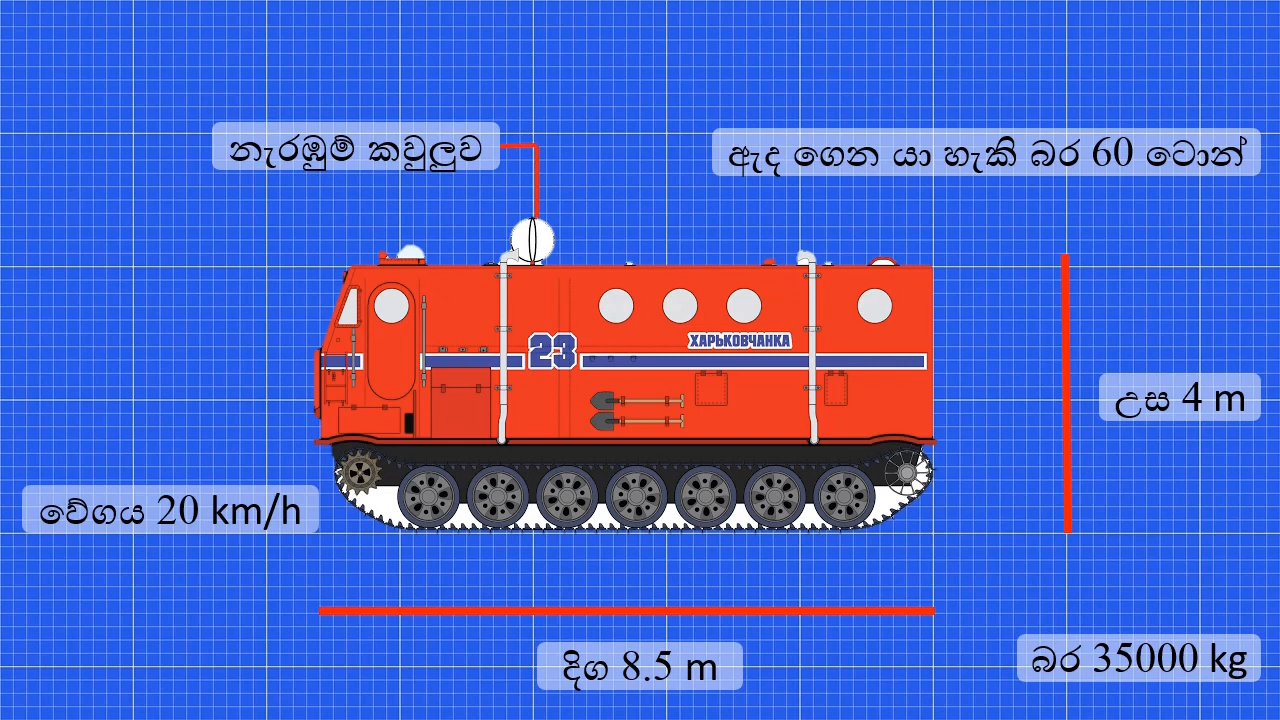 නැරඹුම් කවුලුව
ඇද ගෙන යා හැකි බර 60 ටොන්
23
ХАРЬКОВЧАНКА
උස 4 m
වේගය 20 km/h
දිග 8.5 m
බර 35000 kg